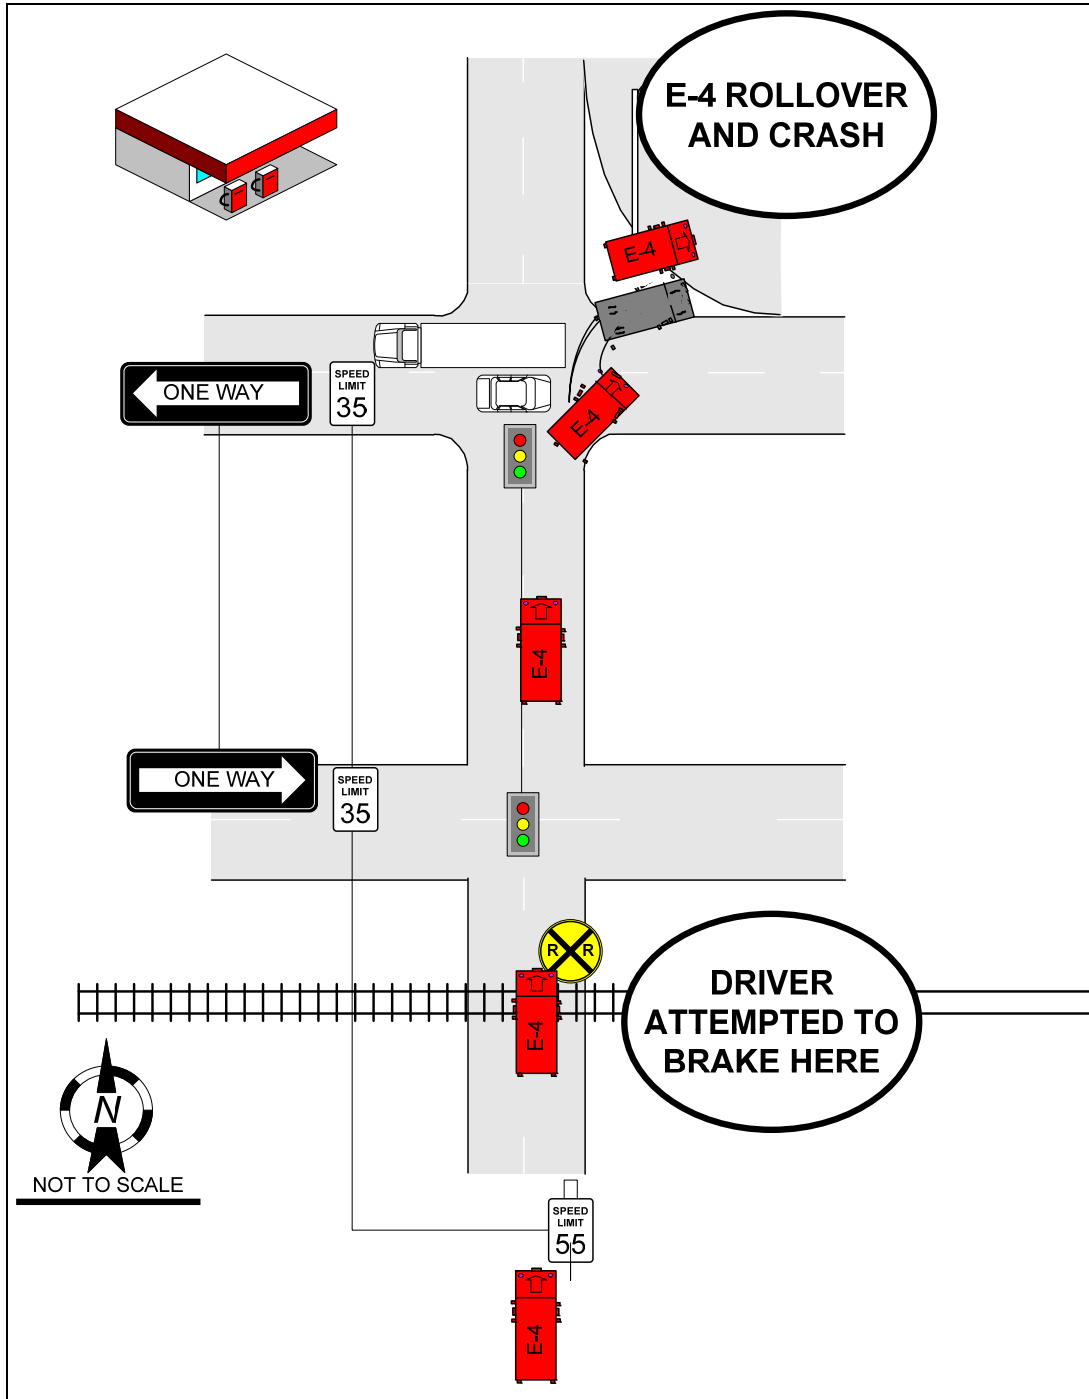 E-4 ROLLOVER
AND CRASH
E-4
ONE WAY
SPEED
LIMIT
35
E-4
E-4
ONE WAY
SPEED
LIMIT
35
R R
E-4
DRIVER
ATTEMPTED TO
BRAKE HERE
N
NOT TO SCALE
SPEED
LIMIT
55
E-4